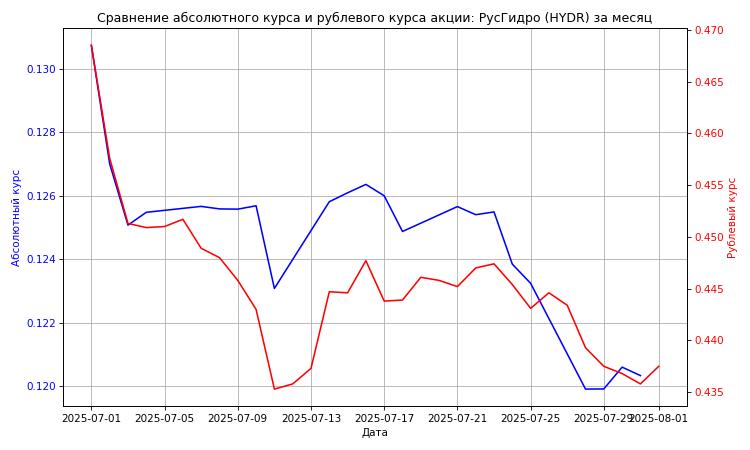 Сравнение абсолютного курса и рублевого курса акции: РусГидро (HYDR) за месяц
0.130
0.128
0.126
0.124
0.122
0.120
Абсолютный курс
0.470
0.465
0.460
0.455
0.450
0.445
0.440
0.435
Рублевый курс
2025-07-01 2025-07-05 2025-07-09 2025-07-13 2025-07-17 2025-07-21 2025-07-25 2025-07-29 2025-08-01
Дата